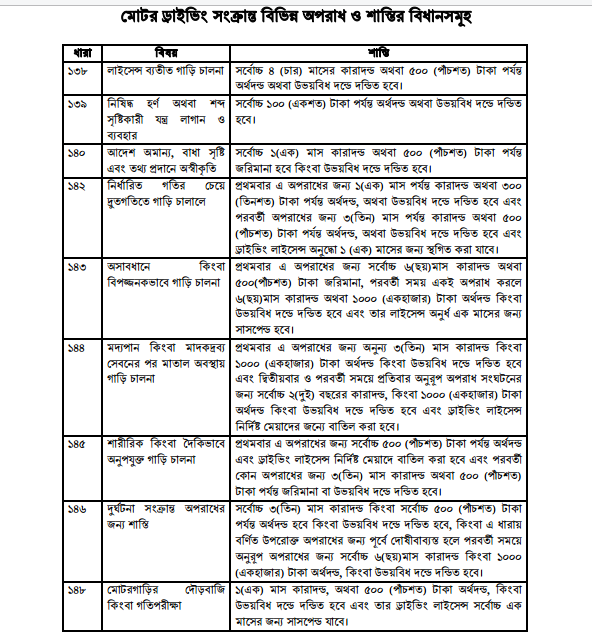 মোটর ড্রাইভিং সংক্রান্ত বিভিন্ন অপরাধ ও শাস্তির বিধানসমূহ
ধারা বিষয় শাস্তি
১৩৮ লাইসেন্স ব্যতীত গাড়ি চালনা সর্বোচ্চ ৪ (চার) মাসের কারাদন্ড অথবা ৫০০ (পাঁচশত) টাকা পর্যন্ত
অর্থদন্ড অথবা উভয়বিধ দন্ডে দন্ডিত হবে।
১৩৯ নিষিদ্ধ হর্ণ অথবা শব্দ সর্বোচ্চ ১০০ (একশত) টাকা পর্যন্ত অর্থদন্ড অথবা উভয়বিধ দন্ডে দন্ডিত
সৃষ্টিকারী যন্ত্র লাগান ও হবে।
ব্যবহার
১৪০ আদেশ অমান্য, বাধা সৃষ্টি সর্বোচ্চ ১(এক) মাস কারাদন্ড অথবা ৫০০ (পাঁচশত) টাকা পর্যন্ত
এবং তথ্য প্রদানে অস্বীকৃতি জরিমানা হবে কিংবা উভয়বিধ দন্ডে দন্ডিত হবে।
১৪২ নির্ধারিত গতির চেয়ে প্রথমবার এ অপরাধের জন্য ১(এক) মাস পর্যন্ত কারাদন্ড অথবা ৩০০
দ্রুতগতিতে গাড়ি চালালে (তিনশত) টাকা পর্যন্ত অর্থদন্ড, অথবা উভয়বিধ দন্ডে দন্ডিত হবে এবং
পরবর্তী অপরাধের জন্য ৩(তিন) মাস পর্যন্ত কারাদন্ড অথবা ৫০০
(পাঁচশত) টাকা পর্যন্ত অর্থদন্ড, অথবা উভয়বিধ দন্ডে দন্ডিত হবে এবং
ড্রাইভিং লাইসেন্স অনুদ্ধো ১ (এক) মাসের জন্য স্থগিত করা যাবে।
১৪৩ অসাবধানে কিংবা প্রথমবার এ অপরাধের জন্য সর্বোচ্চ ৬(ছয়)মাস কারাদন্ড অথবা
বিপজ্জনকভাবে গাড়ি চালনা ৫০০(পাঁচশত) টাকা জরিমানা, পরবর্তী সময় একই অপরাধ করলে
৬(ছয়)মাস কারাদন্ড অথবা ১০০০ (একহাজার) টাকা অর্থদন্ড কিংবা
উভয়বিধ দন্ডে দন্ডিত হবে এবং তার লাইসেন্স অনুর্ধ এক মাসের জন্য
সাসপেন্ড হবে।
১৪৪ মদ্যপান কিংবা মাদকদ্রব্য প্রথমবার এ অপরাধের জন্য অনুন্য ৩(তিন) মাস কারাদন্ড কিংবা
সেবনের পর মাতাল অবস্থায় ১০০০ (একহাজার) টাকা অর্থদন্ড কিংবা উভয়বিধ দন্ডে দন্ডিত হবে
গাড়ি চালনা এবং দ্বিতীয়বার ও পরবর্তী সময়ে প্রতিবার অনুরূপ অপরাধ সংঘটনের
জন্য সর্বোচ্চ ২(দুই) বছরের কারাদন্ড, কিংবা ১০০০ (একহাজার) টাকা
অর্থদন্ড কিংবা উভয়বিধ দন্ডে দন্ডিত হবে এবং ড্রাইভিং লাইসেন্স
নির্দিষ্ট মেয়াদের জন্যে বাতিল করা হবে।
১৪৫ শারীরিক কিংবা দৈকিভাবে প্রথমবার এ অপরাধের জন্য সর্বোচ্চ ৫০০ (পাঁচশত) টাকা পর্যন্ত অর্থদন্ড
অনুপযুক্ত গাড়ি চালনা এবং ড্রাইভিং লাইসেন্স নির্দিষ্ট মেয়াদে বাতিল করা হবে এবং পরবর্তী
কোন অপরাধের জন্য ৩(তিন) মাস কারাদন্ড অথবা ৫০০ (পাঁচশত)
টাকা পর্যন্ত জরিমানা বা উভয়বিধ দন্ডে দন্ডিত হবে।
১৪৬ দুর্ঘটনা সংক্রান্ত অপরাধের সর্বোচ্চ ৩(তিন) মাস কারাদন্ড কিংবা সর্বোচ্চ ৫০০ (পাঁচশত) টাকা
জন্য শাস্তি পর্যন্ত অর্থদন্ড হবে কিংবা উভয়বিধ দন্ডে দন্ডিত হবে, কিংবা এ ধারায়
বর্ণিত উপরোক্ত অপরাধের জন্য পূর্বে দোষীব্যবস্ত হলে পরবর্তী সময়ে
অনুরূপ অপরাধের জন্য সর্বোচ্চ ৬(ছয়)মাস কারাদন্ড কিংবা ১০০০
(একহাজার) টাকা অর্থদন্ড, কিংবা উভয়বিধ দন্ডে দন্ডিত হবে।
১৪৮ মোটরগাড়ির দৌড়বাজি ১(এক) মাস কারাদন্ড, অথবা ৫০০ (পাঁচশত) টাকা অর্থদন্ড, কিংবা
কিংবা গতিপরীক্ষা উভয়বিধ দন্ডে দন্ডিত হবে এবং তার ড্রাইভিং লাইসেন্স সর্বোচ্চ এক
মাসের জন্য সাসপেন্ড যাবে।